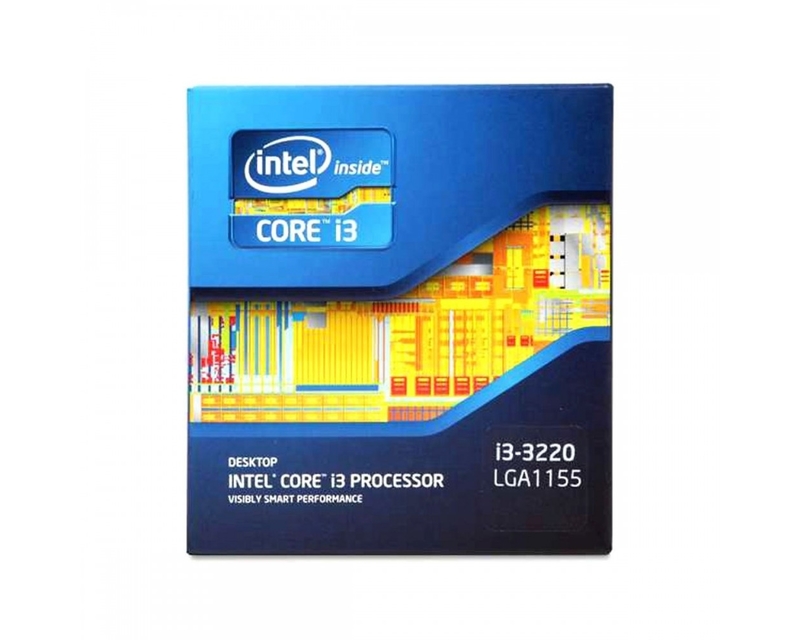 intel® inside™
CORE™ i3
DESKTOP
INTEL® CORE™ i3 PROCESSOR
VISIBLY SMART PERFORMANCE
i3-3220
LGA1155